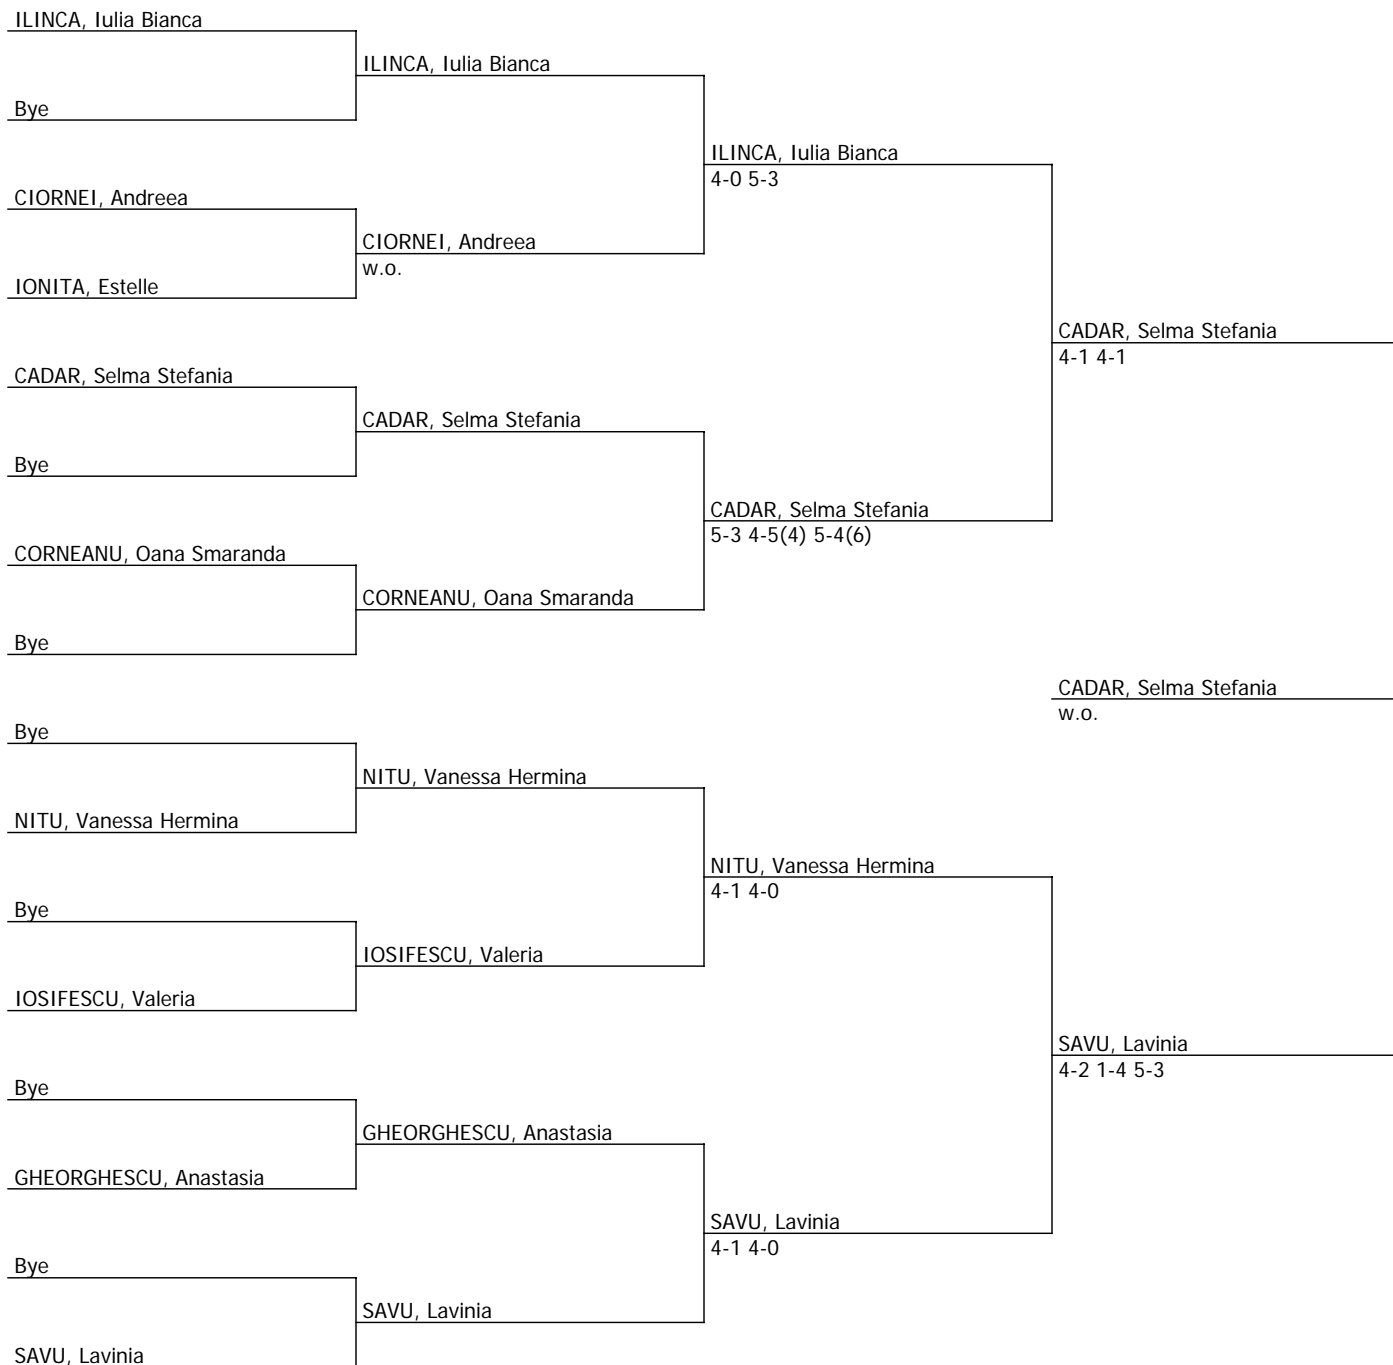 ILINCA, Iulia Bianca
ILINCA, Iulia Bianca
Bye
ILINCA, Iulia Bianca
4-0 5-3
CIORNEI, Andreea
CIORNEI, Andreea
w.o.
IONITA, Estelle
CADAR, Selma Stefania
4-1 4-1
CADAR, Selma Stefania
CADAR, Selma Stefania
Bye
CADAR, Selma Stefania
5-3 4-5(4) 5-4(6)
CORNEANU, Oana Smaranda
CORNEANU, Oana Smaranda
Bye
CADAR, Selma Stefania
w.o.
Bye
NITU, Vanessa Hermina
NITU, Vanessa Hermina
NITU, Vanessa Hermina
4-1 4-0
Bye
IOSIFESCU, Valeria
IOSIFESCU, Valeria
SAVU, Lavinia
4-2 1-4 5-3
Bye
GHEORGHESCU, Anastasia
GHEORGHESCU, Anastasia
SAVU, Lavinia
4-1 4-0
Bye
SAVU, Lavinia
SAVU, Lavinia